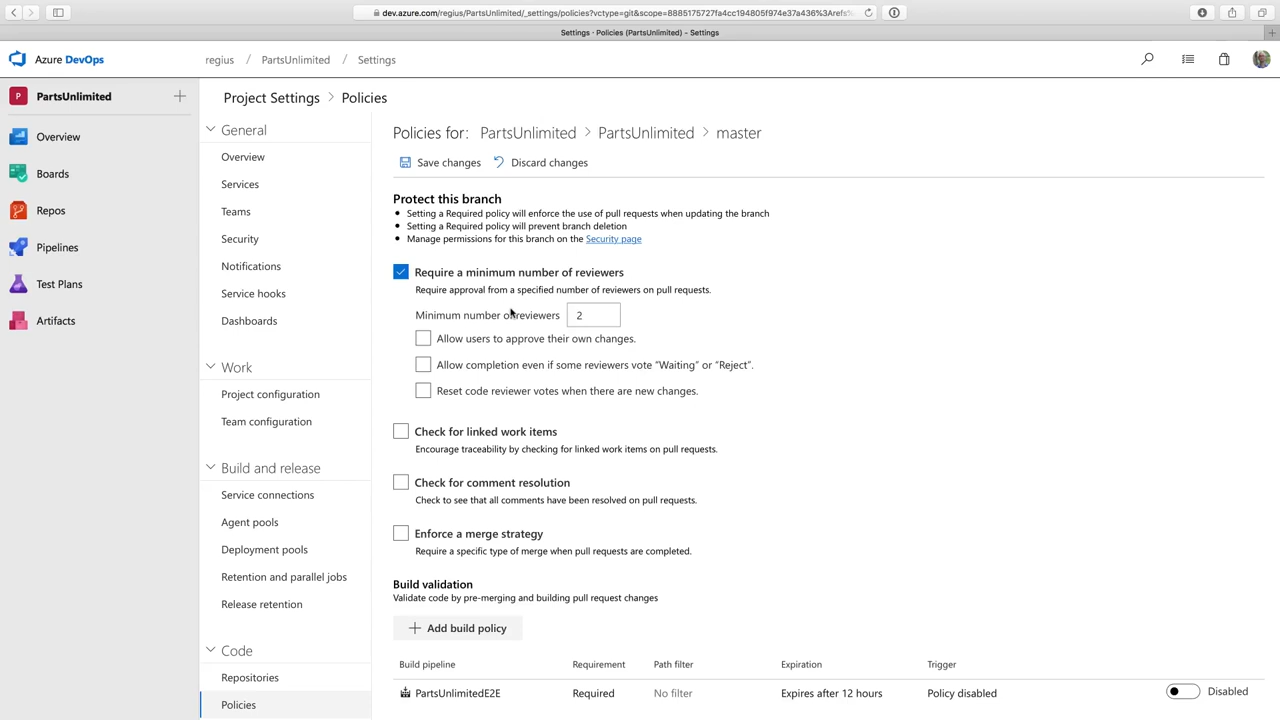 dev.azure.com/regius/PartsUnlimited/_settings/policies?vctype=git&scope=8885175727fa4cc194805f974e37a436%3Arefs%
Settings · Policies (PartsUnlimited) - Settings
Azure DevOps
regius / PartsUnlimited / Settings
P PartsUnlimited
Project Settings > Policies
Overview
Boards
Repos
Pipelines
Test Plans
Artifacts
General
Overview
Services
Teams
Security
Notifications
Service hooks
Dashboards
Work
Project configuration
Team configuration
Build and release
Service connections
Agent pools
Deployment pools
Retention and parallel jobs
Release retention
Code
Repositories
Policies
Policies for: PartsUnlimited > PartsUnlimited > master
Save changes Discard changes
Protect this branch
• Setting a Required policy will enforce the use of pull requests when updating the branch
• Setting a Required policy will prevent branch deletion
• Manage permissions for this branch on the Security page
Require a minimum number of reviewers
Require approval from a specified number of reviewers on pull requests.
Minimum number of reviewers 2
Allow users to approve their own changes.
Allow completion even if some reviewers vote “Waiting” or “Reject”.
Reset code reviewer votes when there are new changes.
Check for linked work items
Encourage traceability by checking for linked work items on pull requests.
Check for comment resolution
Check to see that all comments have been resolved on pull requests.
Enforce a merge strategy
Require a specific type of merge when pull requests are completed.
Build validation
Validate code by pre-merging and building pull request changes
+ Add build policy
Build pipeline Requirement Path filter Expiration Trigger
PartsUnlimitedE2E Required No filter Expires after 12 hours Policy disabled Disabled